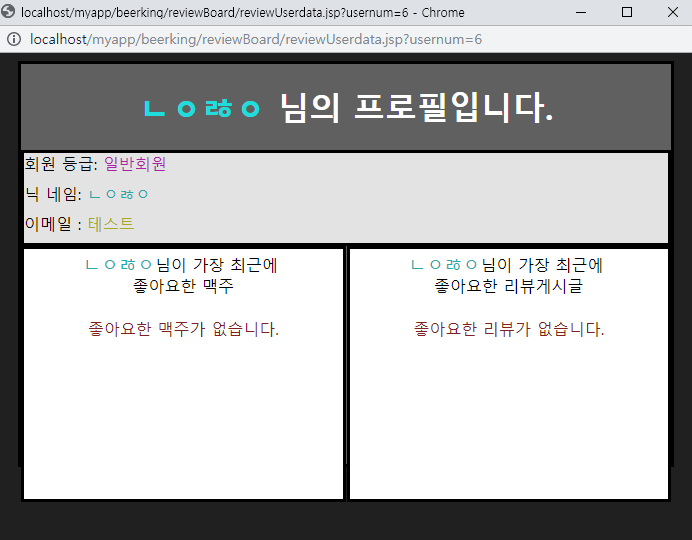 localhost/myapp/beerking/reviewBoard/reviewUserdata.jsp?usernum=6 - Chrome
localhost/myapp/beerking/reviewBoard/reviewUserdata.jsp?usernum=6
ㄴㅇㄹㅎㅇ 님의 프로필입니다.
회원 등급: 일반회원
닉 네임: ㄴㅇㄹㅎㅇ
이메일 : 테스트
ㄴㅇㄹㅎㅇ님이 가장 최근에
좋아요한 맥주
좋아요한 맥주가 없습니다.
ㄴㅇㄹㅎㅇ님이 가장 최근에
좋아요한 리뷰게시글
좋아요한 리뷰가 없습니다.